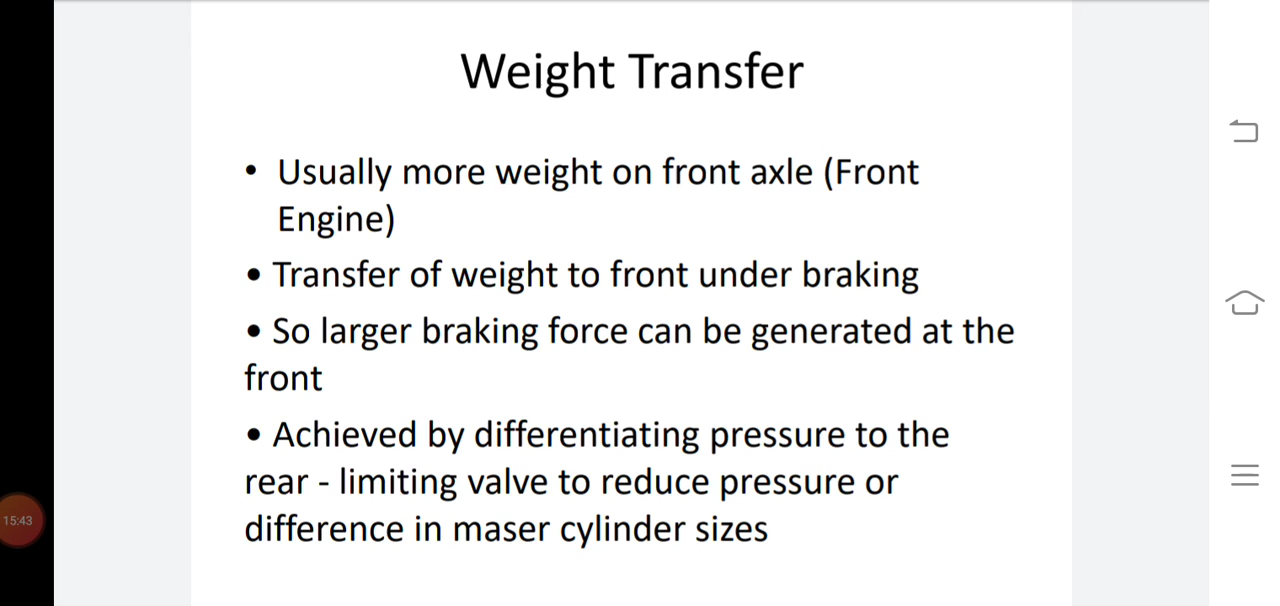 Weight Transfer
• Usually more weight on front axle (Front
Engine)
• Transfer of weight to front under braking
• So larger braking force can be generated at the
front
• Achieved by differentiating pressure to the
rear - limiting valve to reduce pressure or
difference in maser cylinder sizes
15:43